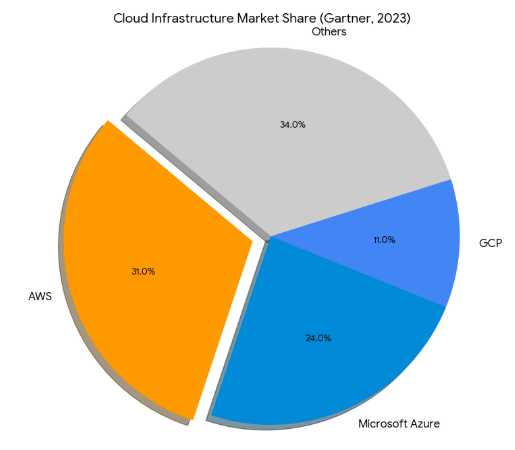 Cloud Infrastructure Market Share (Gartner, 2023)
Others
34.0%
GCP
11.0%
31.0%
AWS
24.0%
Microsoft Azure